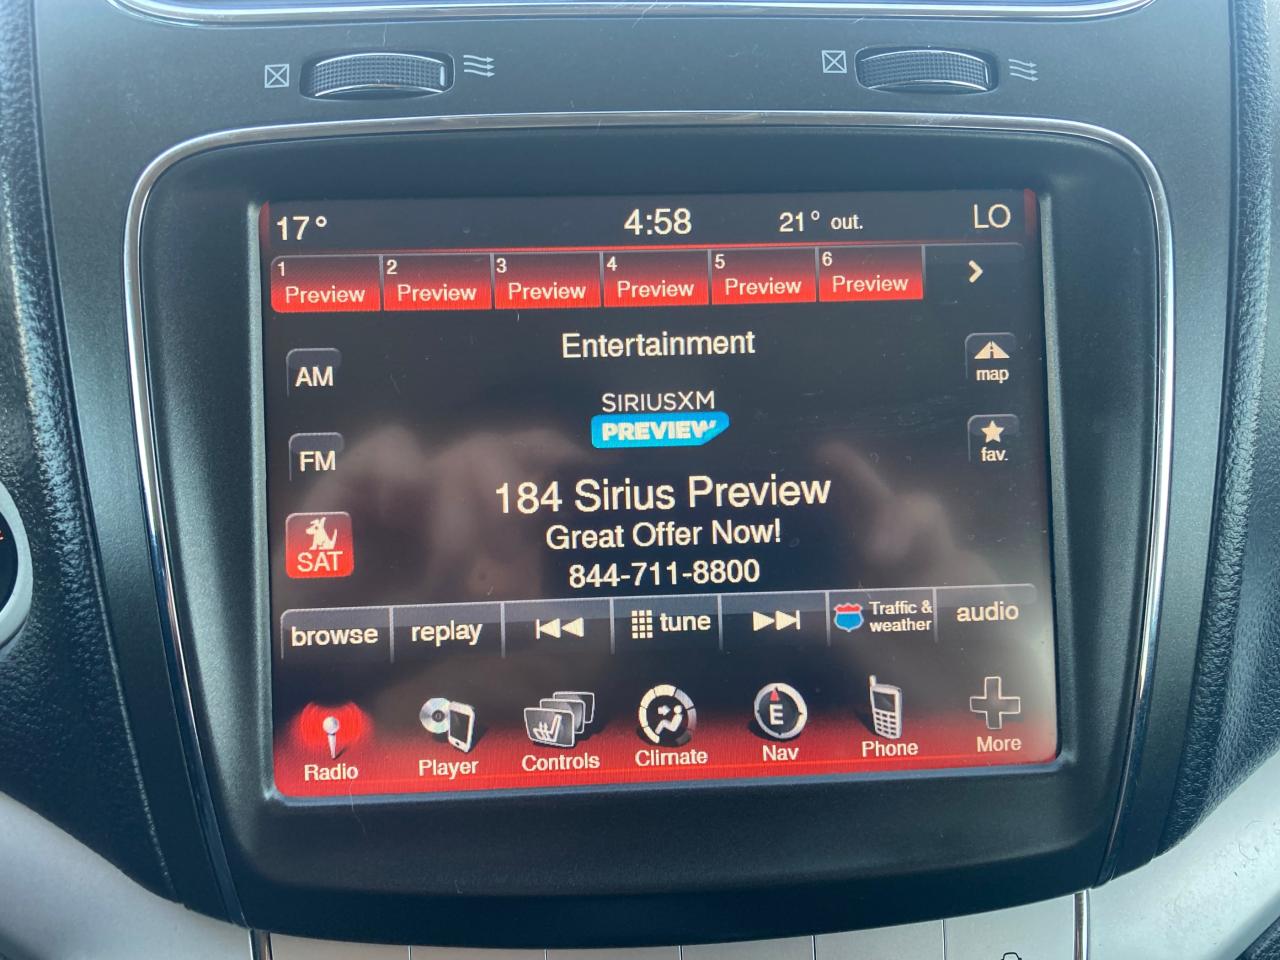 17° 4:58 21° out. LO
1 2 3 4 5 6
Preview Preview Preview Preview Preview Preview
Entertainment
AM
map
SIRIUSXM
PREVIEW
FM
fav.
184 Sirius Preview
Great Offer Now!
SAT
844-711-8800
browse replay tune Traffic & weather audio
E
Radio Player Controls Climate Nav Phone More